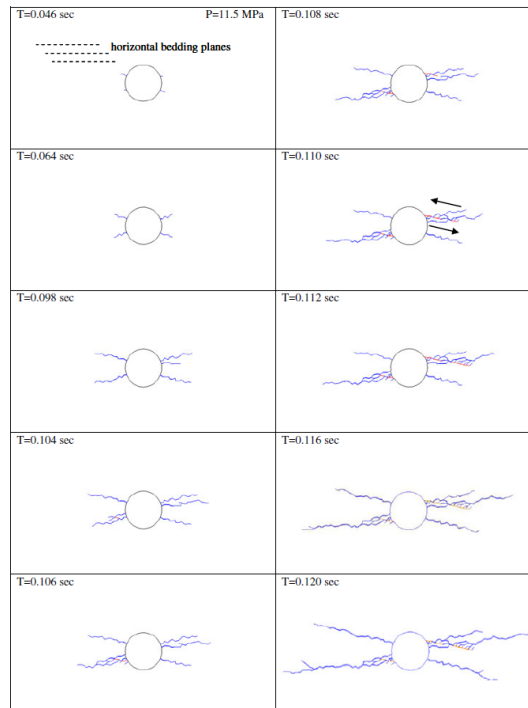 T=0.046 sec P=11.5 MPa
horizontal bedding planes
T=0.064 sec
T=0.098 sec
T=0.104 sec
T=0.106 sec
T=0.108 sec
T=0.110 sec
T=0.112 sec
T=0.116 sec
T=0.120 sec